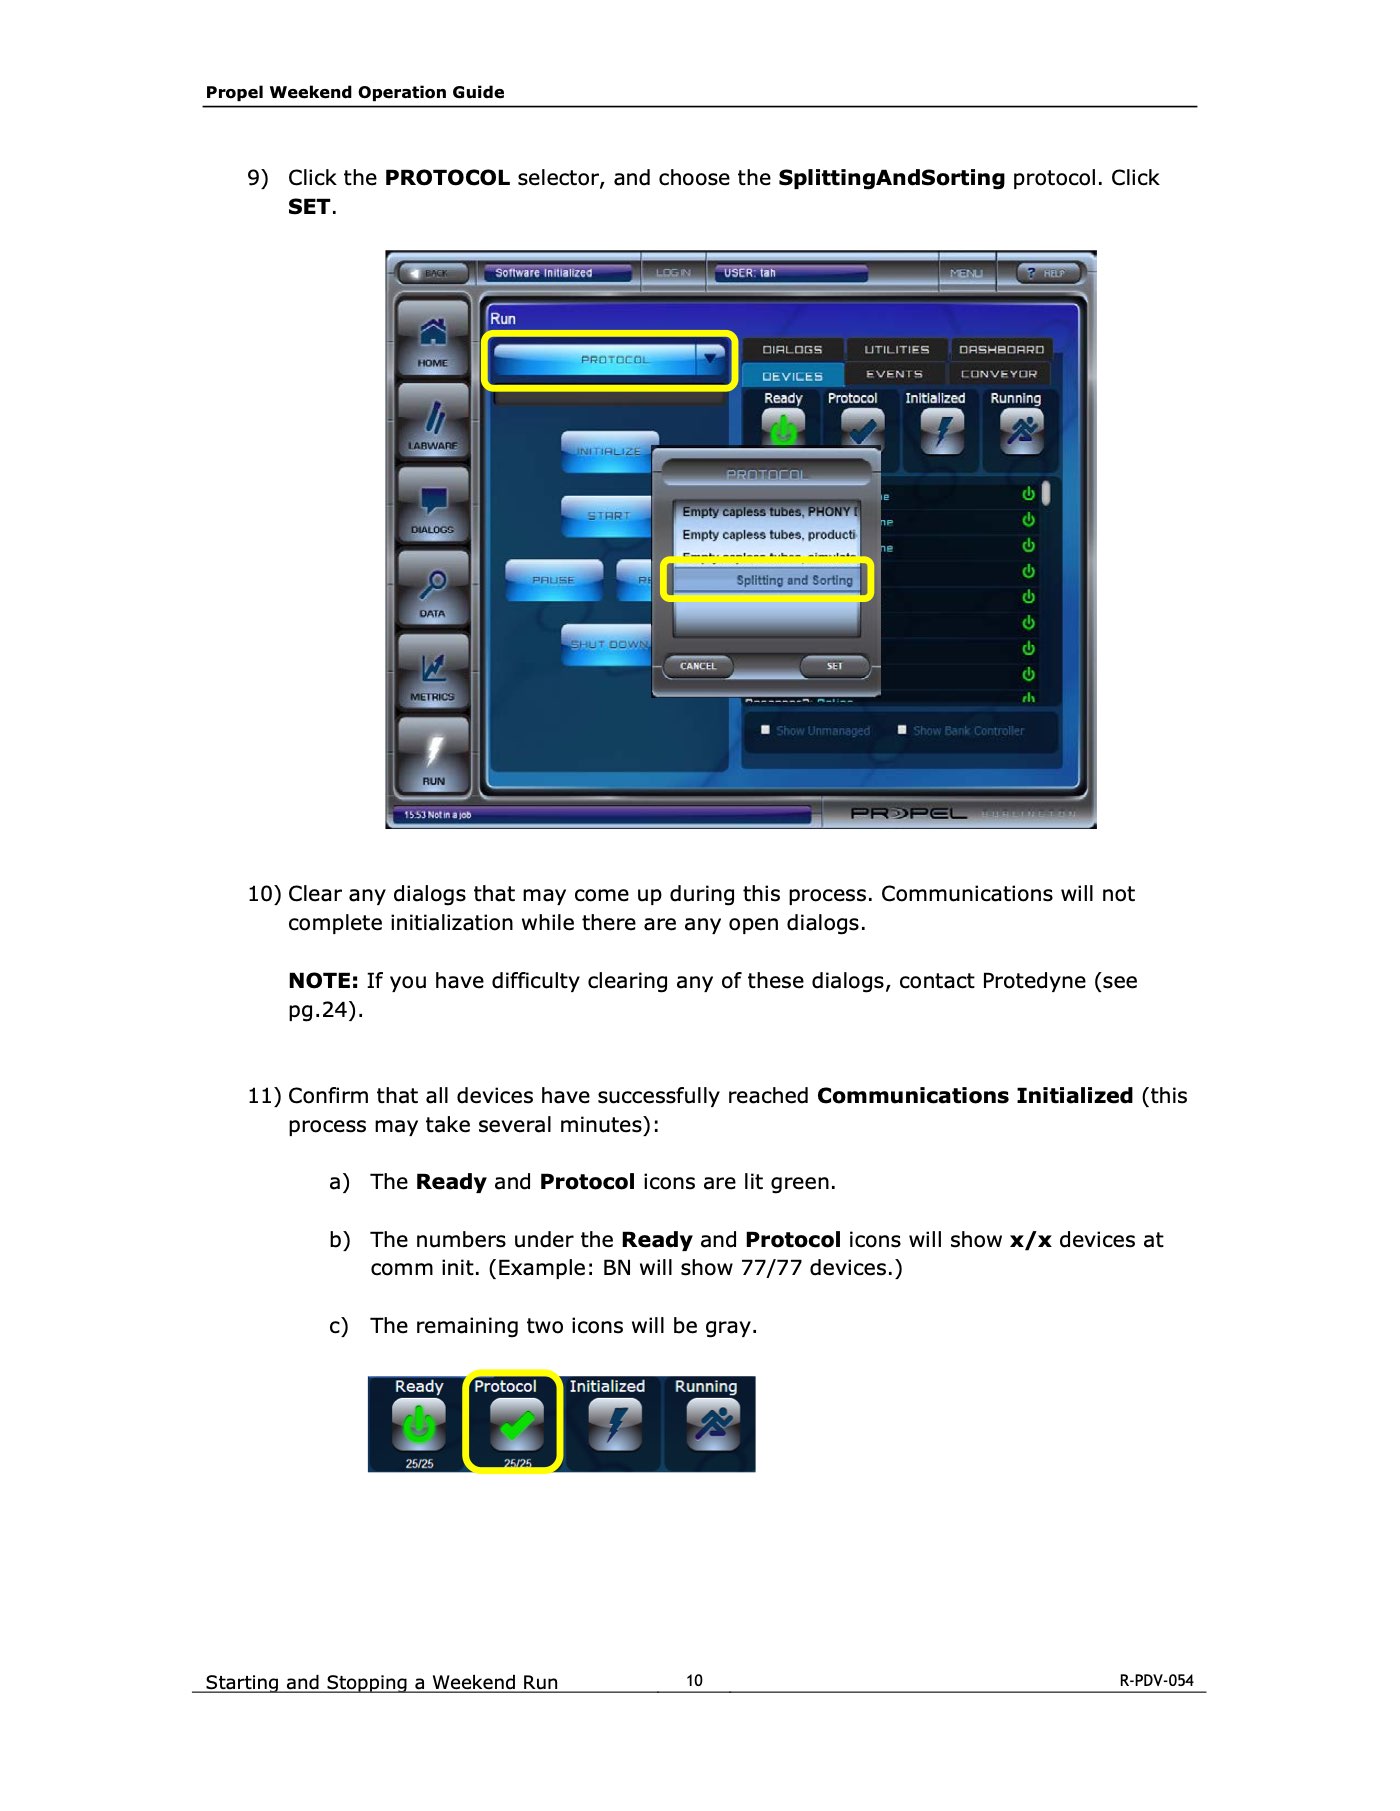 Propel Weekend Operation Guide
9) Click the PROTOCOL selector, and choose the SplittingAndSorting protocol. Click
SET.
BACK
Software Initialized
LOG IN
USER: tah
MENU
? HELP
HOME
LABWARE
DIALOGS
DATA
METRICS
RUN
Run
PROTOCOL
INITIALIZE
START
PAUSE
RE
SHUT DOWN
DIALOGS
UTILITIES
DASHBOARD
DEVICES
EVENTS
CONVEYOR
Ready
Protocol
Initialized
Running
ne
ne
ne
PROTOCOL
Empty capless tubes, PHONY
Empty capless tubes, producti
Splitting and Sorting
CANCEL
SET
Show Unmanaged
Show Bank Controller
15:53 Not in a job
PROPEL
BURLINGTON
10) Clear any dialogs that may come up during this process. Communications will not
complete initialization while there are any open dialogs.
NOTE: If you have difficulty clearing any of these dialogs, contact Protedyne (see
pg.24).
11) Confirm that all devices have successfully reached Communications Initialized (this
process may take several minutes):
a) The Ready and Protocol icons are lit green.
b) The numbers under the Ready and Protocol icons will show x/x devices at
comm init. (Example: BN will show 77/77 devices.)
c) The remaining two icons will be gray.
Ready
Protocol
Initialized
Running
25/25
25/25
Starting and Stopping a Weekend Run
10
R-PDV-054